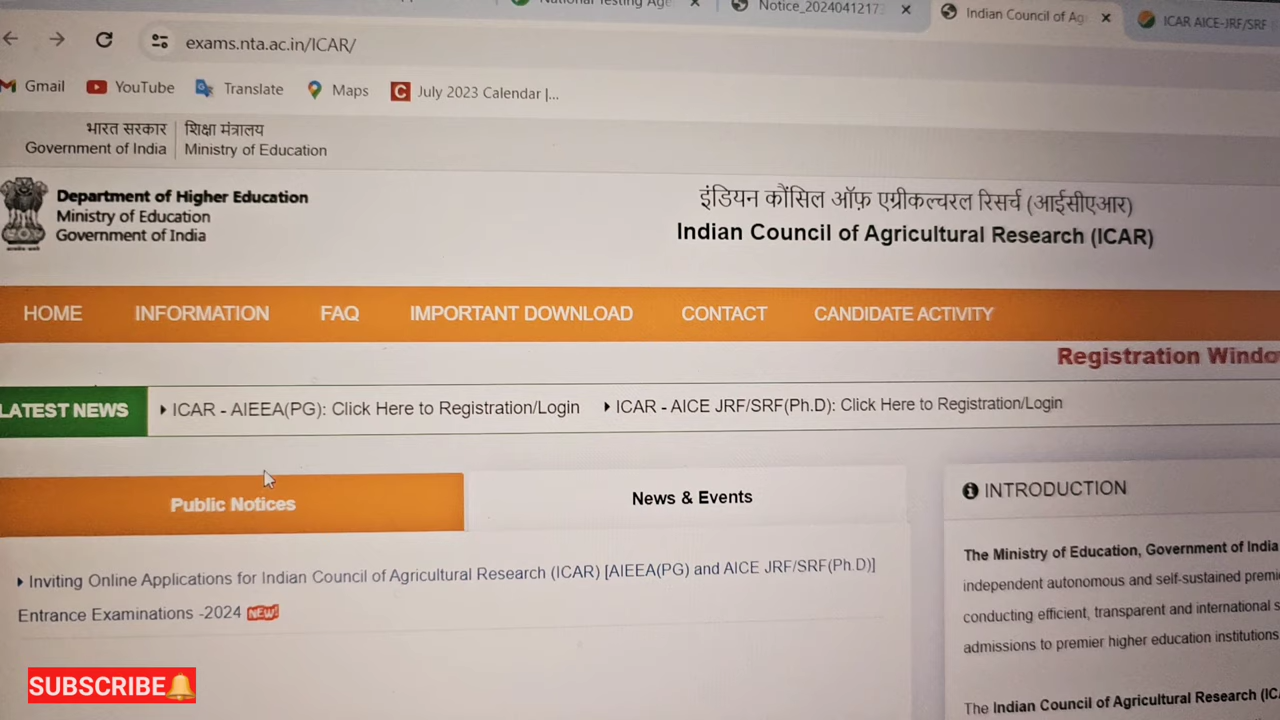 National Testing Age
Notice_2024041217
Indian Council of Ag
ICAR AICE-JRF/SRF
exams.nta.ac.in/ICAR/
Gmail
YouTube
Translate
Maps
C July 2023 Calendar |...
भारत सरकार शिक्षा मंत्रालय
Government of India Ministry of Education
Department of Higher Education
Ministry of Education
Government of India
इंडियन कौंसिल ऑफ़ एग्रीकल्चरल रिसर्च (आईसीएआर)
Indian Council of Agricultural Research (ICAR)
HOME INFORMATION FAQ IMPORTANT DOWNLOAD CONTACT CANDIDATE ACTIVITY
Registration Windo
LATEST NEWS ICAR - AIEEA(PG): Click Here to Registration/Login ICAR - AICE JRF/SRF(Ph.D): Click Here to Registration/Login
Public Notices
News & Events
Inviting Online Applications for Indian Council of Agricultural Research (ICAR) [AIEEA(PG) and AICE JRF/SRF(Ph.D)]
Entrance Examinations -2024 NEW!
INTRODUCTION
The Ministry of Education, Government of India
independent autonomous and self-sustained premi
conducting efficient, transparent and international s
admissions to premier higher education institutions
The Indian Council of Agricultural Research (ICA
SUBSCRIBE